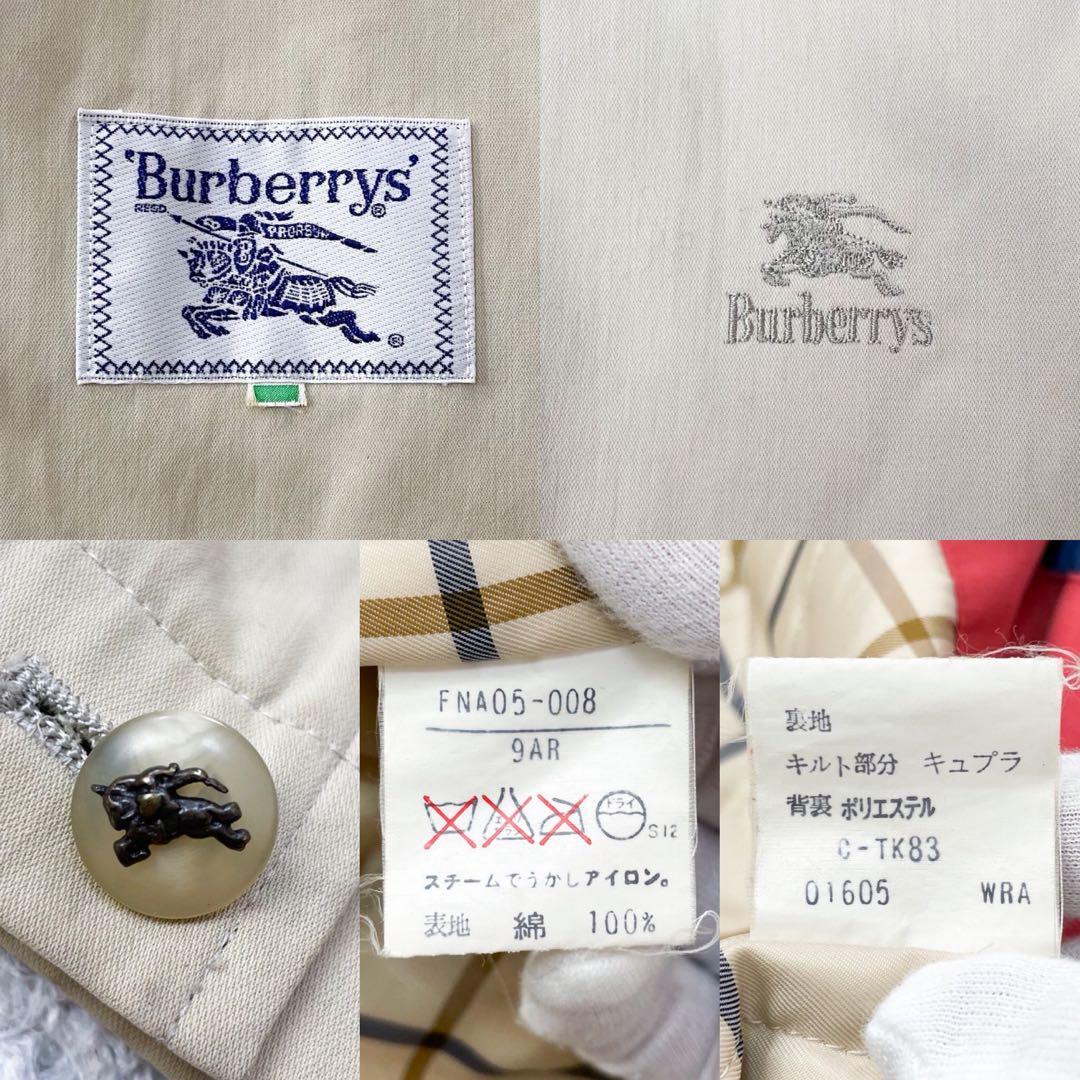 'Burberrys'®
REGD.
PRORSUM
®
Burberrys
FNA05-008
9AR
ドライ
S12
スチームでうかしアイロン。
表地 綿 100%
裏地
キルト部分 キュプラ
背裏 ポリエステル
C-TK83
01605 WRA